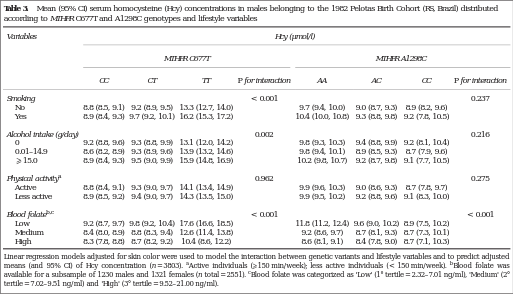 Table 3. Mean (95% CI) serum homocysteine (Hcy) concentrations in males belonging to the 1982 Pelotas Birth Cohort (RS, Brazil) distributed
according to MTHFR C677T and A1298C genotypes and lifestyle variables
Variables Hcy (µmol/l)
MTHFR C677T MTHFR A1298C
CC CT TT P for interaction AA AC CC P for interaction
Smoking < 0.001 0.237
No 8.8 (8.5, 9.1) 9.2 (8.9, 9.5) 13.3 (12.7, 14.0) 9.7 (9.4, 10.0) 9.0 (8.7, 9.3) 8.9 (8.2, 9.6)
Yes 8.9 (8.4, 9.3) 9.7 (9.2, 10.1) 16.2 (15.3, 17.2) 10.4 (10.0, 10.8) 9.3 (8.8, 9.8) 9.2 (7.8, 10.5)
Alcohol intake (g/day) 0.002 0.216
0 9.2 (8.8, 9.6) 9.3 (8.8, 9.9) 13.1 (12.0, 14.2) 9.8 (9.3, 10.3) 9.4 (8.8, 9.9) 9.2 (8.1, 10.4)
0.01–14.9 8.6 (8.2, 8.9) 9.3 (8.9, 9.6) 13.9 (13.2, 14.6) 9.8 (9.4, 10.1) 8.9 (8.5, 9.3) 8.7 (7.9, 9.6)
⩾ 15.0 8.9 (8.4, 9.3) 9.5 (9.0, 9.9) 15.9 (14.8, 16.9) 10.2 (9.8, 10.7) 9.2 (8.7, 9.8) 9.1 (7.7, 10.5)
Physical activityᵃ 0.962 0.275
Active 8.8 (8.4, 9.1) 9.3 (9.0, 9.7) 14.1 (13.4, 14.9) 9.9 (9.6, 10.3) 9.0 (8.6, 9.3) 8.7 (7.8, 9.7)
Less active 8.9 (8.5, 9.2) 9.4 (9.0, 9.7) 14.3 (13.5, 15.0) 9.9 (9.5, 10.2) 9.2 (8.8, 9.6) 9.1 (8.3, 10.0)
Blood folateᵇ,ᶜ < 0.001 < 0.001
Low 9.2 (8.7, 9.7) 9.8 (9.2, 10.4) 17.6 (16.6, 18.5) 11.8 (11.2, 12.4) 9.6 (9.0, 10.2) 8.9 (7.5, 10.2)
Medium 8.4 (8.0, 8.9) 8.8 (8.3, 9.4) 12.6 (11.4, 13.8) 9.2 (8.6, 9.7) 8.7 (8.1, 9.3) 8.7 (7.3, 10.1)
High 8.3 (7.8, 8.8) 8.7 (8.2, 9.2) 10.4 (8.6, 12.2) 8.6 (8.1, 9.1) 8.4 (7.8, 9.0) 8.7 (7.1, 10.3)
Linear regression models adjusted for skin color were used to model the interaction between genetic variants and lifestyle variables and to predict adjusted
means (and 95% CI) of Hcy concentration (n = 3803). ᵃActive individuals (⩾150 min/week); less active individuals (< 150 min/week). ᵇBlood folate was
available for a subsample of 1230 males and 1321 females (n total = 2551). ᶜBlood folate was categorized as 'Low' (1° tertile = 2.32–7.01 ng/ml), 'Medium' (2°
tertile = 7.02–9.51 ng/ml) and 'High' (3° tertile = 9.52–21.00 ng/ml).